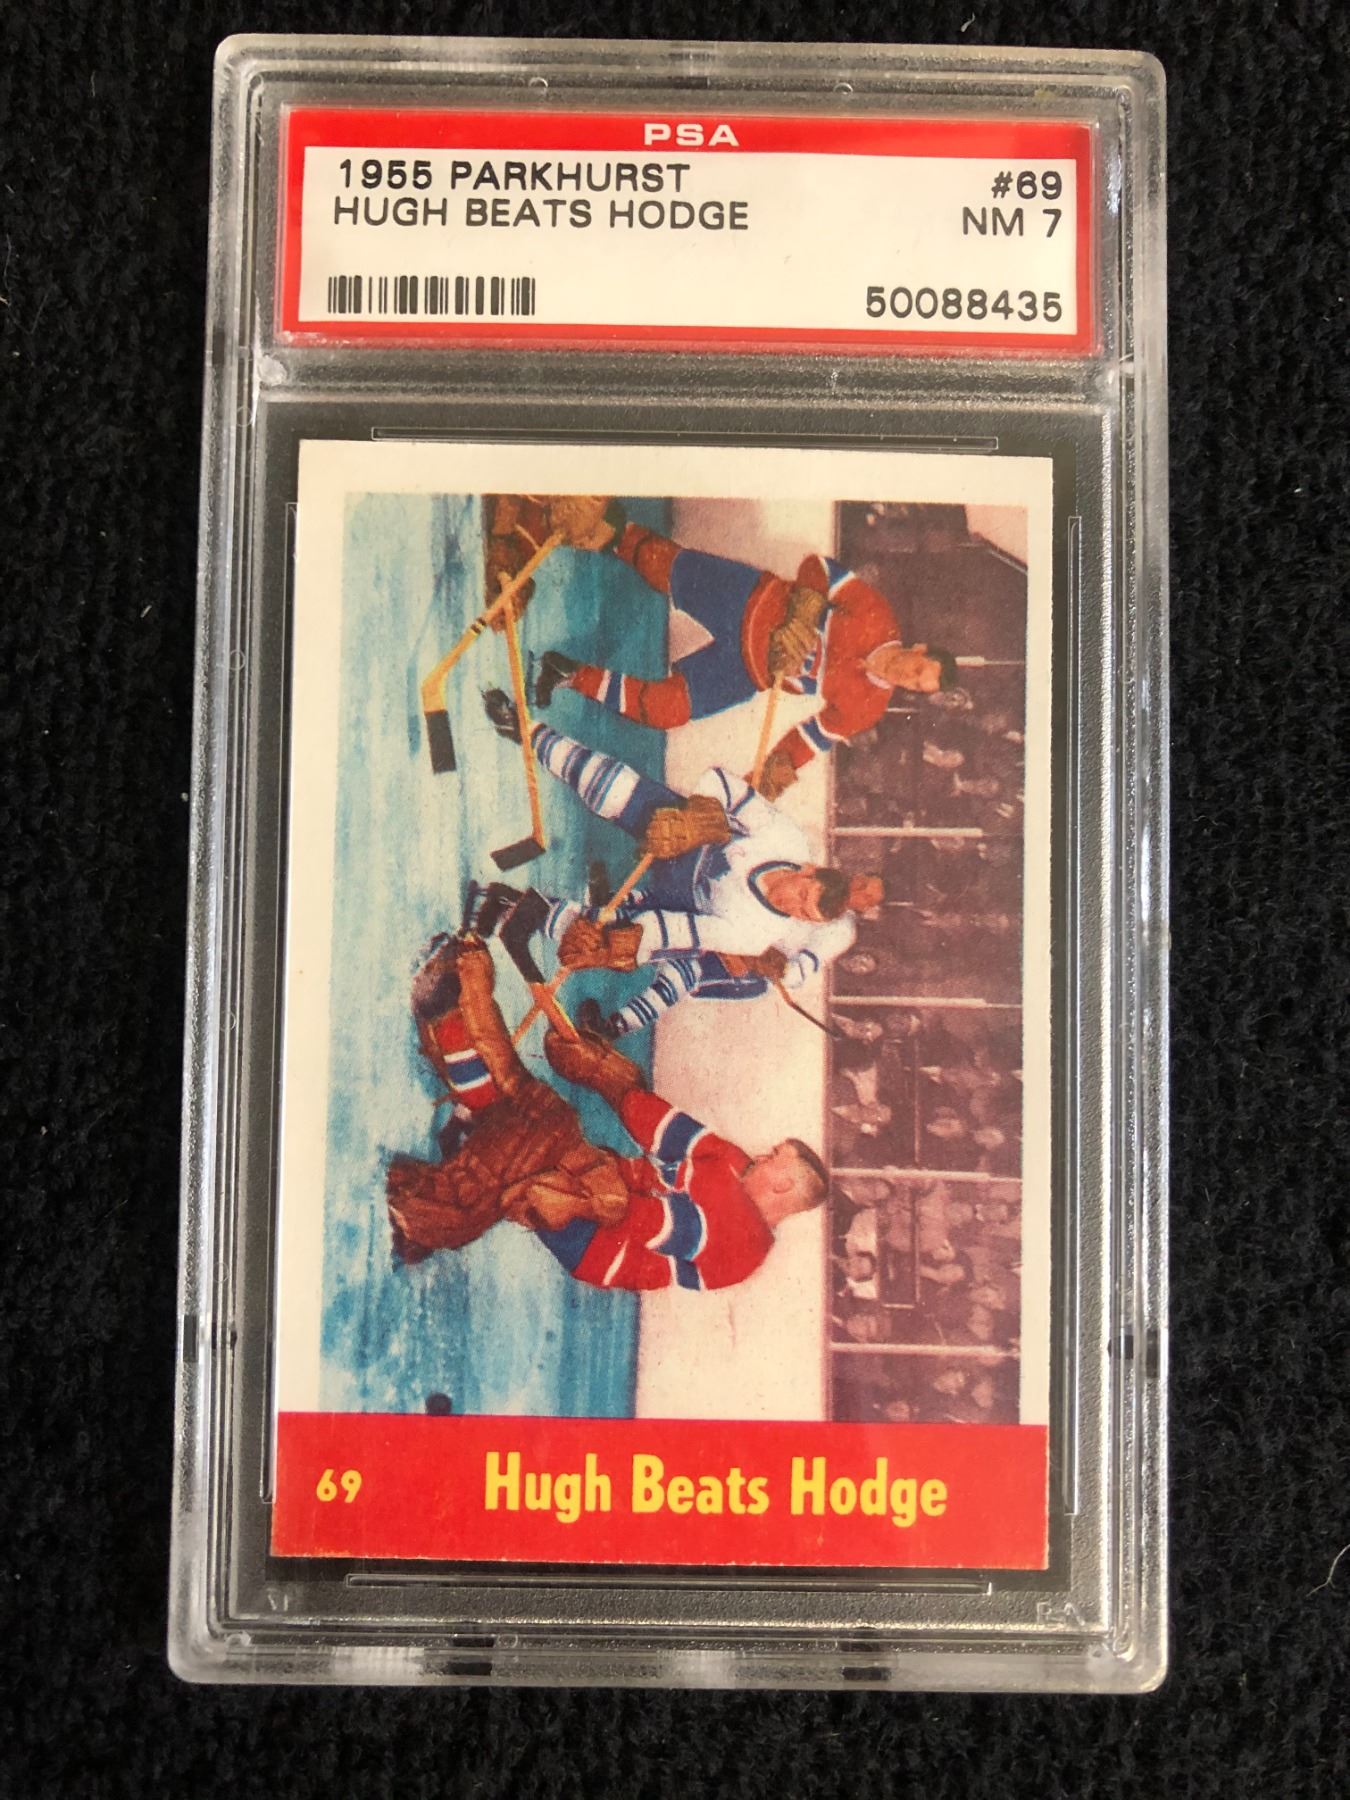 PSA
1955 PARKHURST #69
HUGH BEATS HODGE NM 7
50088435
69 Hugh Beats Hodge